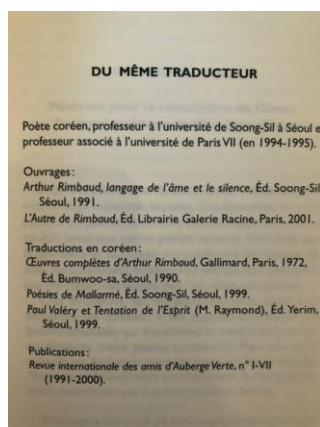 DU MÊME TRADUCTEUR
Poète coréen, professeur à l'université de Soong-Sil à Séoul e
professeur associé à l'université de Paris VII (en 1994-1995).
Ouvrages :
Arthur Rimbaud, langage de l'âme et le silence, Éd. Soong-Sil
Séoul, 1991.
L'Autre de Rimbaud, Éd. Librairie Galerie Racine, Paris, 2001.
Traductions en coréen :
Œuvres complètes d'Arthur Rimbaud, Gallimard, Paris, 1972,
Éd. Bumwoo-sa, Séoul, 1990.
Poésies de Mallarmé, Éd. Soong-Sil, Séoul, 1999.
Paul Valéry et Tentation de l'Esprit (M. Raymond), Éd. Yerim,
Séoul, 1999.
Publications :
Revue internationale des amis d'Auberge Verte, n° I-VII
(1991-2000).